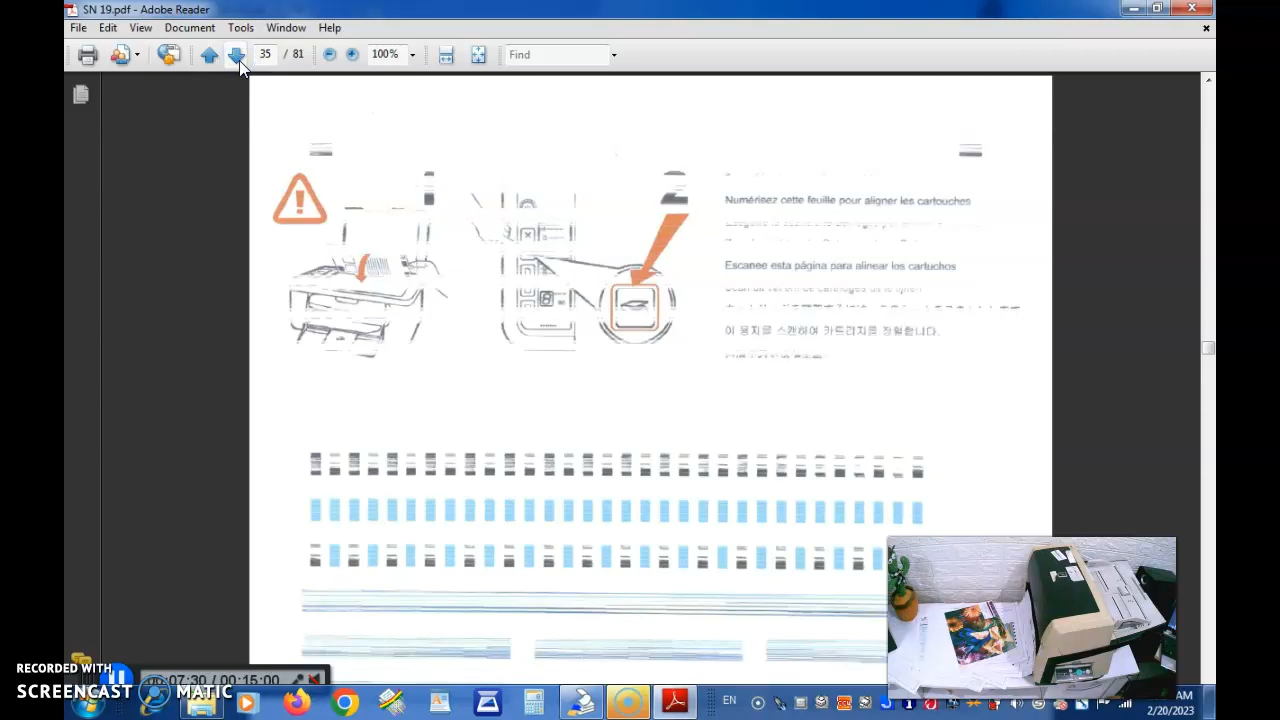 SN 19.pdf - Adobe Reader
File Edit View Document Tools Window Help
35 / 81 100% Find
2
Numérisez cette feuille pour aligner les cartouches
Escanee esta página para alinear los cartuchos
이 용지를 스캔하여 카트리지를 정렬합니다.
RECORDED WITH
SCREENCAST MATIC
07:30 / 00:15:00
EN
AM
2/20/2023